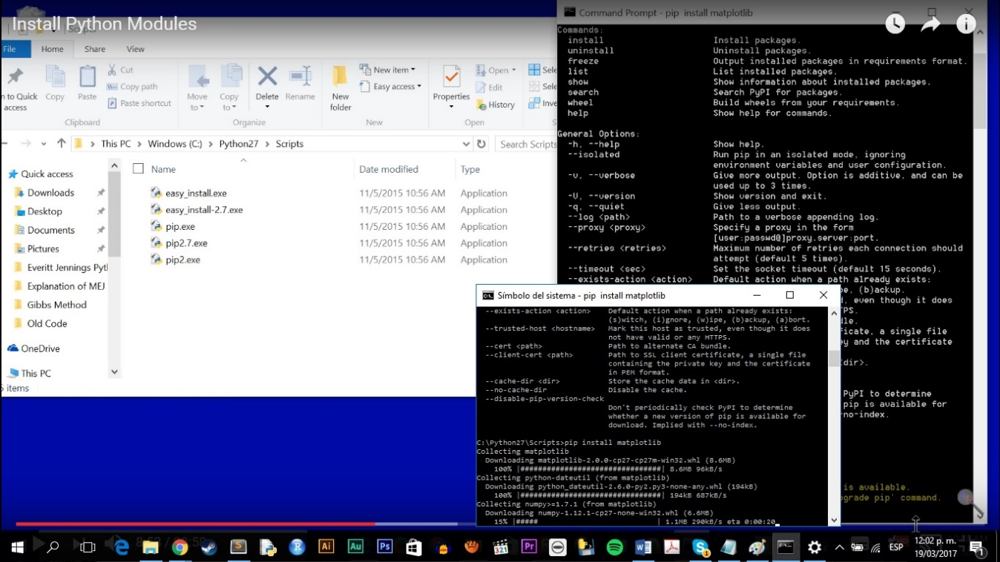 Install Python Modules
File Home Share View
n to Quick access
Copy
Paste
Cut
Copy path
Paste shortcut
Clipboard
Move to
Copy to
Delete
Rename
Organize
New folder
New item
Easy access
New
Properties
Open
Edit
History
Open
Sele
Sele
Inve
S
This PC > Windows (C:) > Python27 > Scripts
Search Scripts
Name Date modified Type
easy_install.exe 11/5/2015 10:56 AM Application
easy_install-2.7.exe 11/5/2015 10:56 AM Application
pip.exe 11/5/2015 10:56 AM Application
pip2.7.exe 11/5/2015 10:56 AM Application
pip2.exe 11/5/2015 10:56 AM Application
Quick access
Downloads
Desktop
Documents
Pictures
Everitt Jennings Pytl
Explanation of MEJ
Gibbs Method
Old Code
OneDrive
This PC
5 items
Command Prompt - pip install matplotlib
Commands:
install Install packages.
uninstall Uninstall packages.
freeze Output installed packages in requirements format.
list List installed packages.
show Show information about installed packages.
search Search PyPI for packages.
wheel Build wheels from your requirements.
help Show help for commands.
General Options:
-h, --help Show help.
--isolated Run pip in an isolated mode, ignoring
environment variables and user configuration.
-v, --verbose Give more output. Option is additive, and can be
used up to 3 times.
-V, --version Show version and exit.
-q, --quiet Give less output.
--log <path> Path to a verbose appending log.
--proxy <proxy> Specify a proxy in the form
[user:passwd@]proxy.server:port.
--retries <retries> Maximum number of retries each connection should
attempt (default 5 times).
--timeout <sec> Set the socket timeout (default 15 seconds).
--exists-action <action> Default action when a path already exists:
pe, (b)ackup.
d, even though it does
PS.
dle.
ficate, a single file
ey and the certificate
<dir>.
PyPI to determine
pip is available for
-no-index.
is available.
ograde pip' command.
Símbolo del sistema - pip install matplotlib
--exists-action <action> Default action when a path already exists:
(s)witch, (i)gnore, (w)ipe, (b)ackup, (a)bort.
--trusted-host <hostname> Mark this host as trusted, even though it does
not have valid or any HTTPS.
--cert <path> Path to alternate CA bundle.
--client-cert <path> Path to SSL client certificate, a single file
containing the private key and the certificate
in PEM format.
--cache-dir <dir> Store the cache data in <dir>.
--no-cache-dir Disable the cache.
--disable-pip-version-check
Don't periodically check PyPI to determine
whether a new version of pip is available for
download. Implied with --no-index.
C:\Python27\Scripts>pip install matplotlib
Collecting matplotlib
Downloading matplotlib-2.0.0-cp27-cp27m-win32.whl (8.6MB)
100% |################################| 8.6MB 96kB/s
Collecting python-dateutil (from matplotlib)
Downloading python_dateutil-2.6.0-py2.py3-none-any.whl (194kB)
100% |################################| 194kB 687kB/s
Collecting numpy>=1.7.1 (from matplotlib)
Downloading numpy-1.12.1-cp27-none-win32.whl (6.6MB)
15% |##### | 1.1MB 290kB/s eta 0:00:20
Ai Au Ps 321 Pr
ESP
12:02 p. m.
19/03/2017
1